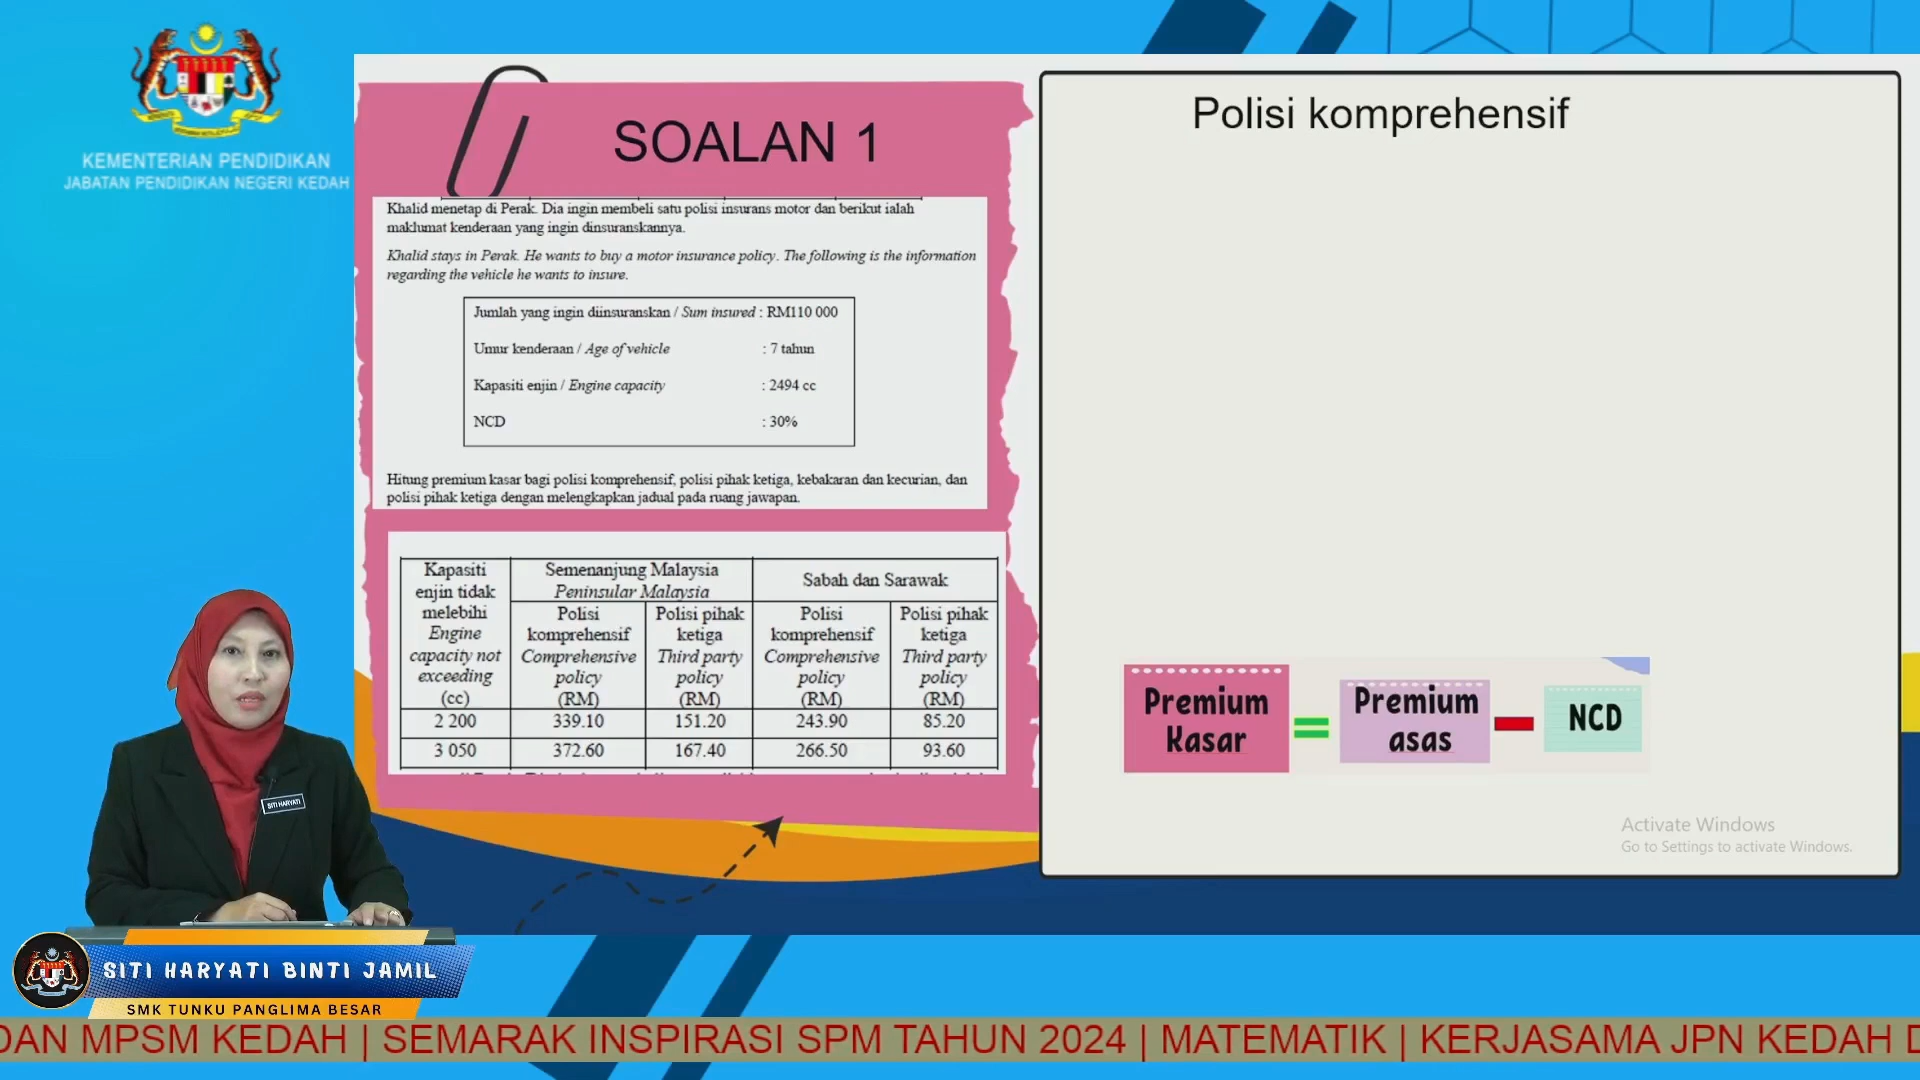 KEMENTERIAN PENDIDIKAN
JABATAN PENDIDIKAN NEGERI KEDAH
SOALAN 1
Khalid menetap di Perak. Dia ingin membeli satu polisi insurans motor dan berikut ialah
maklumat kenderaan yang ingin dinsuranskannya.
Khalid stays in Perak. He wants to buy a motor insurance policy. The following is the information
regarding the vehicle he wants to insure.
Jumlah yang ingin diinsuranskan / Sum insured : RM110 000
Umur kenderaan / Age of vehicle : 7 tahun
Kapasiti enjin / Engine capacity : 2494 cc
NCD : 30%
Hitung premium kasar bagi polisi komprehensif, polisi pihak ketiga, kebakaran dan kecurian, dan
polisi pihak ketiga dengan melengkapkan jadual pada ruang jawapan.
Kapasiti
enjin tidak
melebihi
Engine
capacity not
exceeding
(cc)
Semenanjung Malaysia
Peninsular Malaysia
Sabah dan Sarawak
Polisi
komprehensif
Comprehensive
policy
(RM)
Polisi pihak
ketiga
Third party
policy
(RM)
Polisi
komprehensif
Comprehensive
policy
(RM)
Polisi pihak
ketiga
Third party
policy
(RM)
2 200 339.10 151.20 243.90 85.20
3 050 372.60 167.40 266.50 93.60
Polisi komprehensif
Premium
Kasar
=
Premium
asas
-
NCD
Activate Windows
Go to Settings to activate Windows.
SITI HARYATI
SITI HARYATI BINTI JAMIL
SMK TUNKU PANGLIMA BESAR
DAN MPSM KEDAH | SEMARAK INSPIRASI SPM TAHUN 2024 | MATEMATIK | KERJASAMA JPN KEDAH D